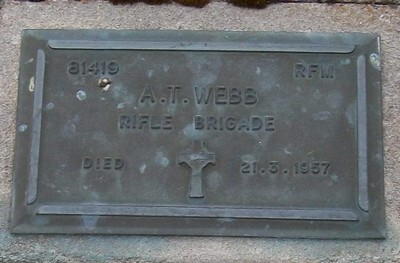 81419 RFM
A.T. WEBB
RIFLE BRIGADE
DIED 21.3.1957